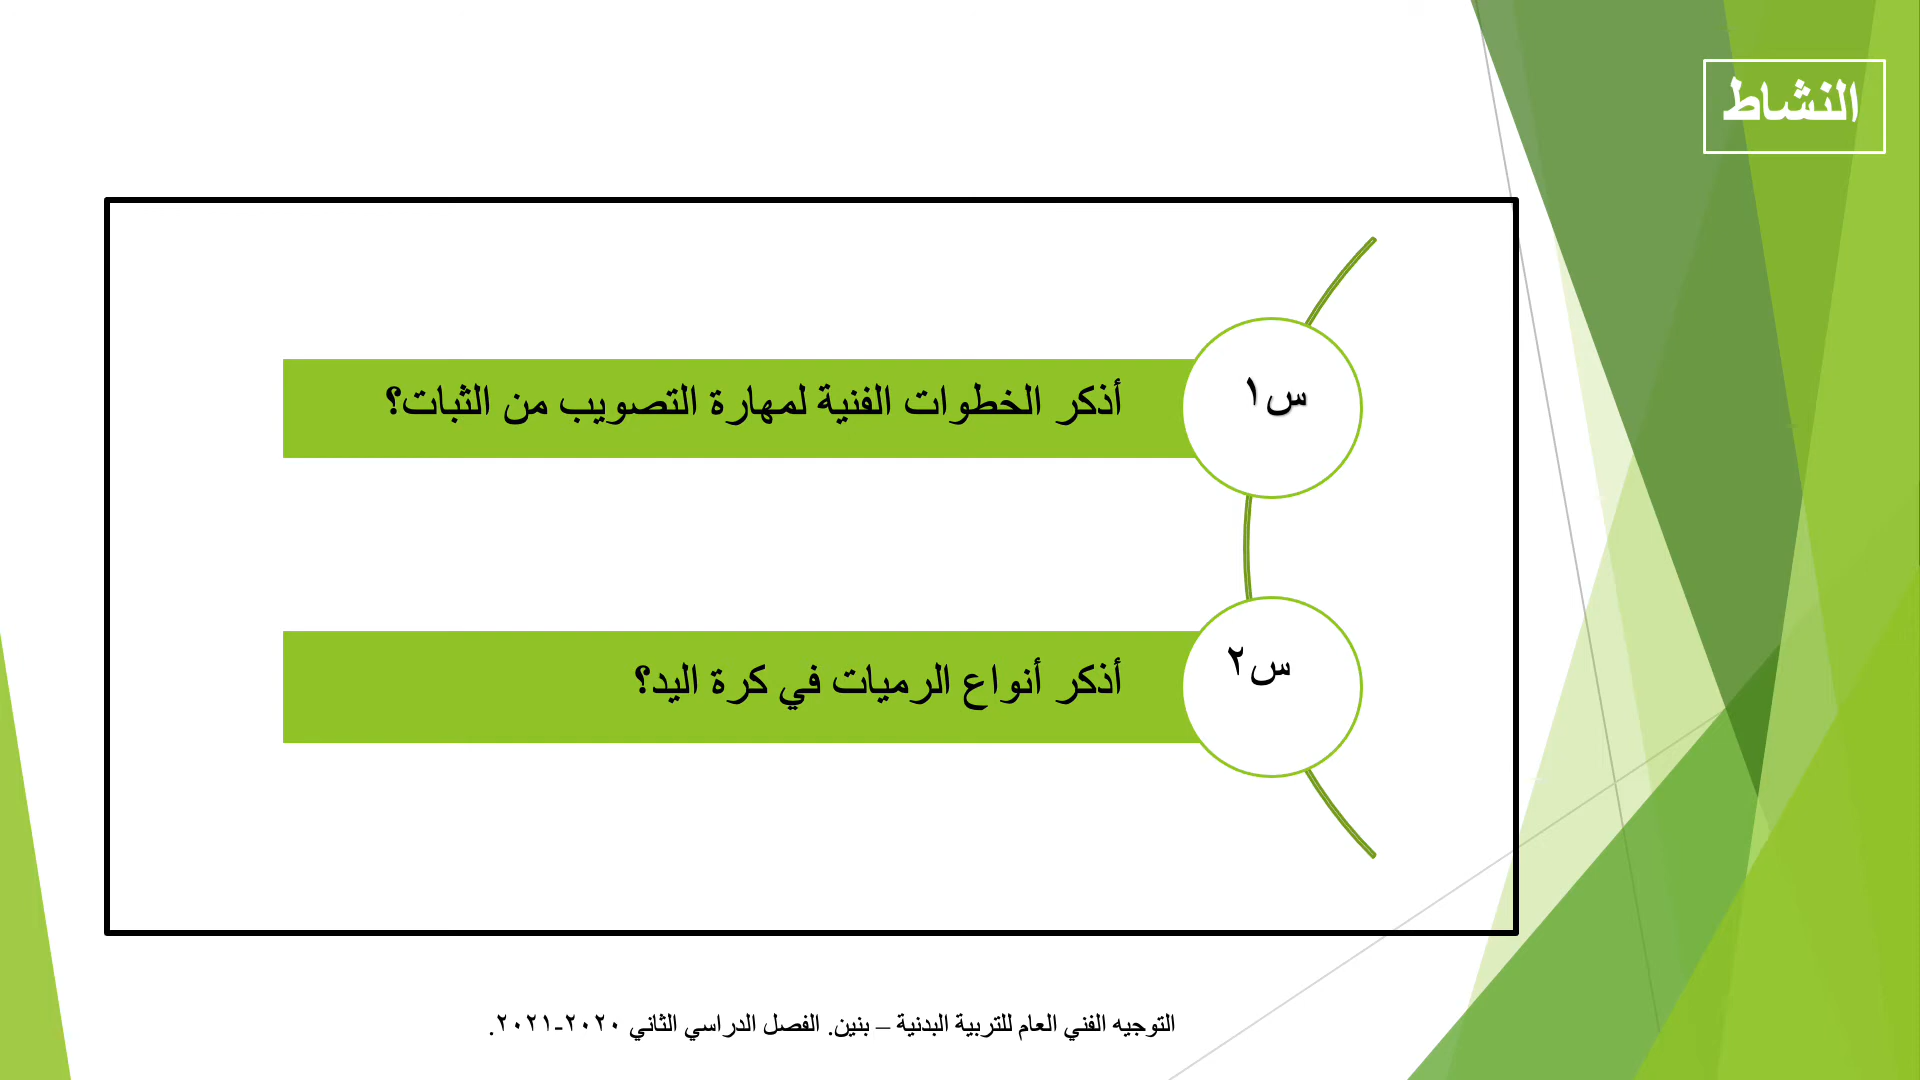 النشاط
س١
أذكر الخطوات الفنية لمهارة التصويب من الثبات؟
س٢
أذكر أنواع الرميات في كرة اليد؟
التوجيه الفني العام للتربية البدنية – بنين. الفصل الدراسي الثاني ٢٠٢٠-٢٠٢١.